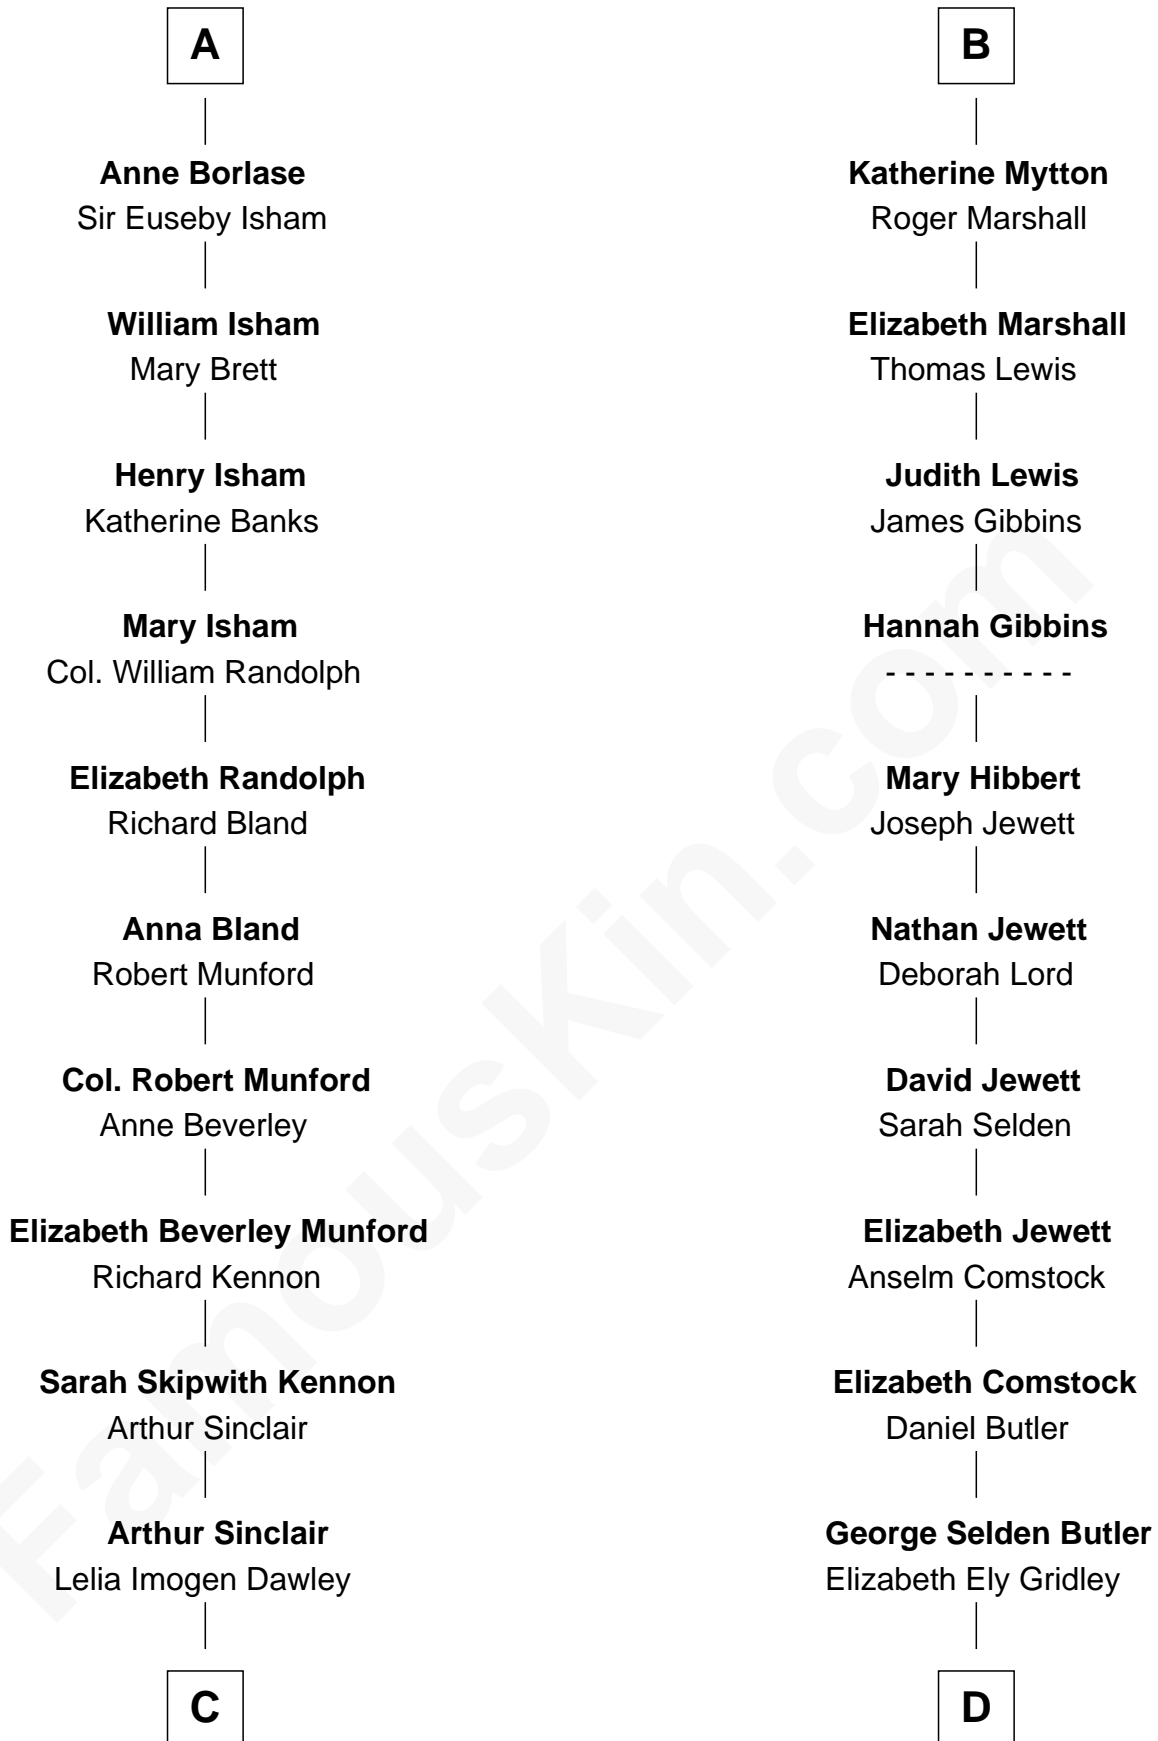 A
Anne Borlase
Sir Euseby Isham
William Isham
Mary Brett
Henry Isham
Katherine Banks
Mary Isham
Col. William Randolph
Elizabeth Randolph
Richard Bland
Anna Bland
Robert Munford
Col. Robert Munford
Anne Beverley
Elizabeth Beverley Munford
Richard Kennon
Sarah Skipwith Kennon
Arthur Sinclair
Arthur Sinclair
Lelia Imogen Dawley
C
B
Katherine Mytton
Roger Marshall
Elizabeth Marshall
Thomas Lewis
Judith Lewis
James Gibbins
Hannah Gibbins
- - - - - - - - - -
Mary Hibbert
Joseph Jewett
Nathan Jewett
Deborah Lord
David Jewett
Sarah Selden
Elizabeth Jewett
Anselm Comstock
Elizabeth Comstock
Daniel Butler
George Selden Butler
Elizabeth Ely Gridley
D
FamousKin.com